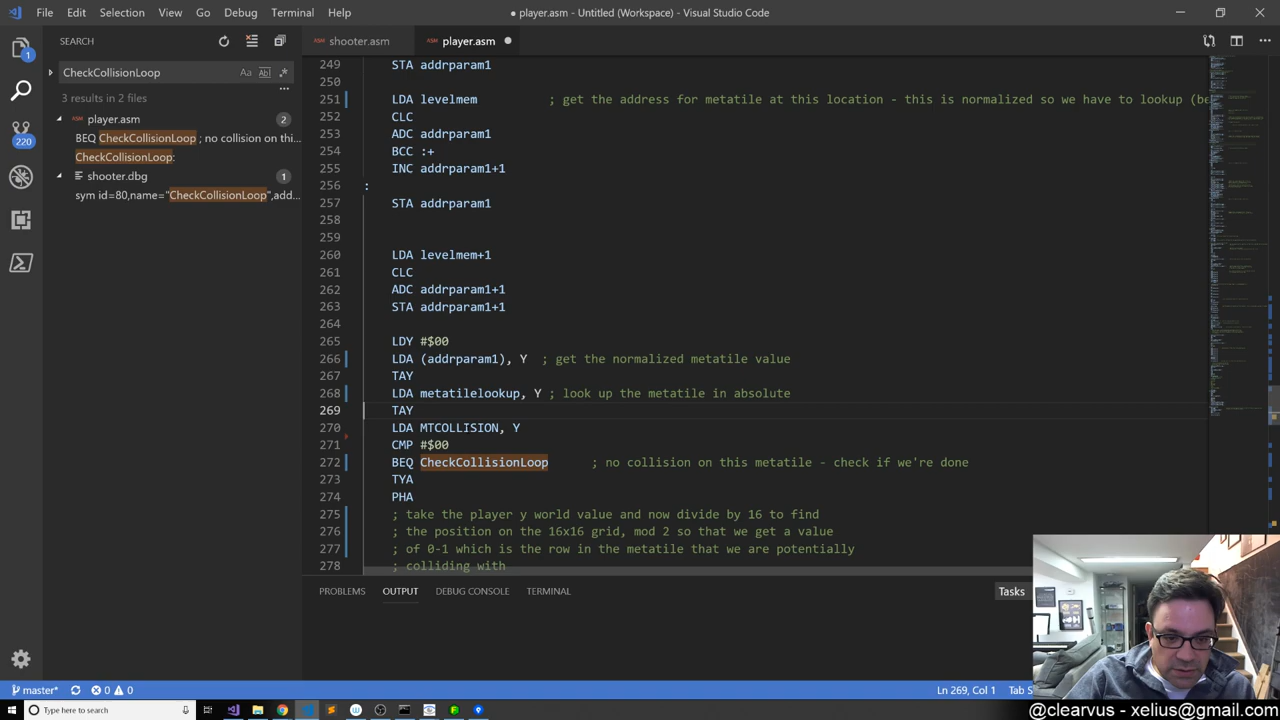 File Edit Selection View Go Debug Terminal Help
● player.asm - Untitled (Workspace) - Visual Studio Code
SEARCH
shooter.asm
player.asm
CheckCollisionLoop
3 results in 2 files
player.asm 2
BEQ CheckCollisionLoop ; no collision on thi...
CheckCollisionLoop:
shooter.dbg 1
sym id=80,name="CheckCollisionLoop",add...
1
220
249 STA addrparam1
250
251 LDA levelmem ; get the address for metatile at this location - this is normalized so we have to lookup (be
252 CLC
253 ADC addrparam1
254 BCC :+
255 INC addrparam1+1
256 :
257 STA addrparam1
258
259
260 LDA levelmem+1
261 CLC
262 ADC addrparam1+1
263 STA addrparam1+1
264
265 LDY #$00
266 LDA (addrparam1), Y ; get the normalized metatile value
267 TAY
268 LDA metatilelookup, Y ; look up the metatile in absoute
269 TAY
270 LDA MTCOLLISION, Y
271 CMP #$00
272 BEQ CheckCollisionLoop ; no collision on this metatile - check if we're done
273 TYA
274 PHA
275 ; take the player y world value and now divide by 16 to find
276 ; the position on the 16x16 grid, mod 2 so that we get a value
277 ; of 0-1 which is the row in the metatile that we are potentially
278 ; colliding with
PROBLEMS OUTPUT DEBUG CONSOLE TERMINAL
Tasks
master*
0 0
Ln 269, Col 1 Tab S
Type here to search
@clearvus - xelius@gmail.com